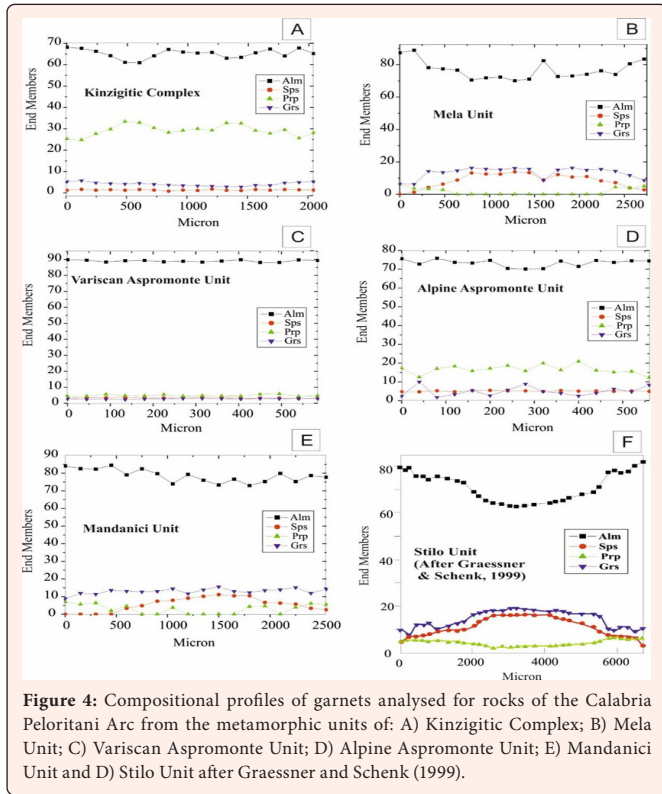 A
70
60
50
40
30
20
10
0
End Members
Alm
Sps
Prp
Grs
Kinzigitic Complex
0 500 1000 1500 2000
Micron
B
80
60
40
20
0
End Members
Alm
Sps
Prp
Grs
Mela Unit
0 500 1000 1500 2000 2500
Micron
C
90
80
70
60
50
40
30
20
10
0
End Members
Variscan Aspromonte Unit
Alm
Sps
Prp
Grs
0 100 200 300 400 500
Micron
D
80
70
60
50
40
30
20
10
0
End Members
Alpine Aspromonte Unit
Alm
Sps
Prp
Grs
0 100 200 300 400 500
Micron
E
90
80
70
60
50
40
30
20
10
0
End Members
Mandanici Unit
Alm
Sps
Prp
Grs
0 500 1000 1500 2000 2500
Micron
F
80
60
40
20
0
End Members
Stilo Unit
(After Graessner
& Schenk, 1999)
Alm
Sps
Prp
Grs
0 2000 4000 6000
Micron
Figure 4: Compositional profiles of garnets analysed for rocks of the Calabria
Peloritani Arc from the metamorphic units of: A) Kinzigitic Complex; B) Mela
Unit; C) Variscan Aspromonte Unit; D) Alpine Aspromonte Unit; E) Mandanici
Unit and D) Stilo Unit after Graessner and Schenk (1999).